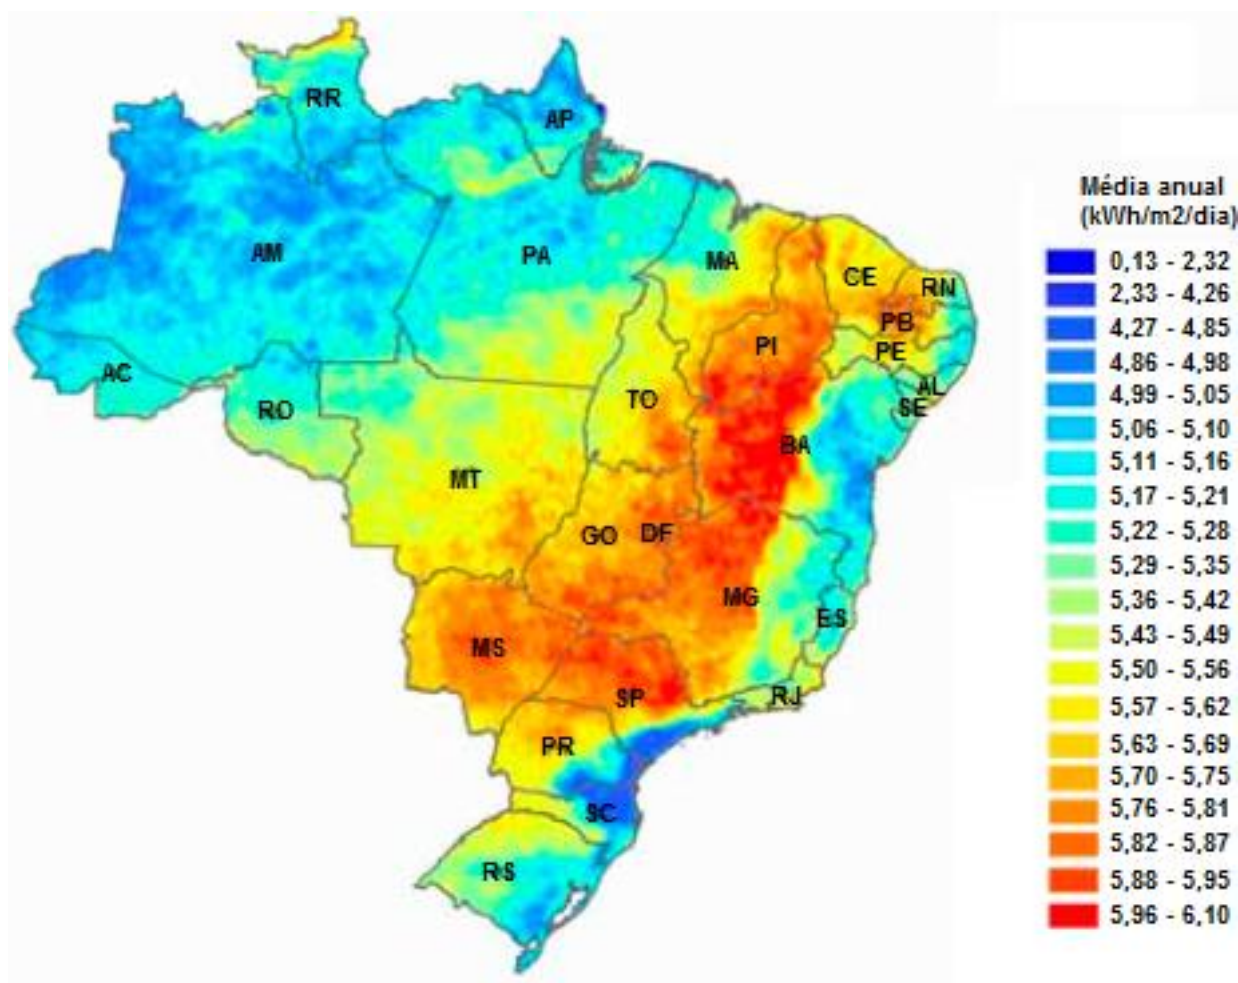 RR
AP
AM
PA
MA
CE
RN
PB
PI
PE
AC
AL
TO
SE
RO
BA
MT
GO
DF
MG
ES
MS
SP
RJ
PR
SC
RS
Média anual
(kWh/m2/dia)
0,13 - 2,32
2,33 - 4,26
4,27 - 4,85
4,86 - 4,98
4,99 - 5,05
5,06 - 5,10
5,11 - 5,16
5,17 - 5,21
5,22 - 5,28
5,29 - 5,35
5,36 - 5,42
5,43 - 5,49
5,50 - 5,56
5,57 - 5,62
5,63 - 5,69
5,70 - 5,75
5,76 - 5,81
5,82 - 5,87
5,88 - 5,95
5,96 - 6,10